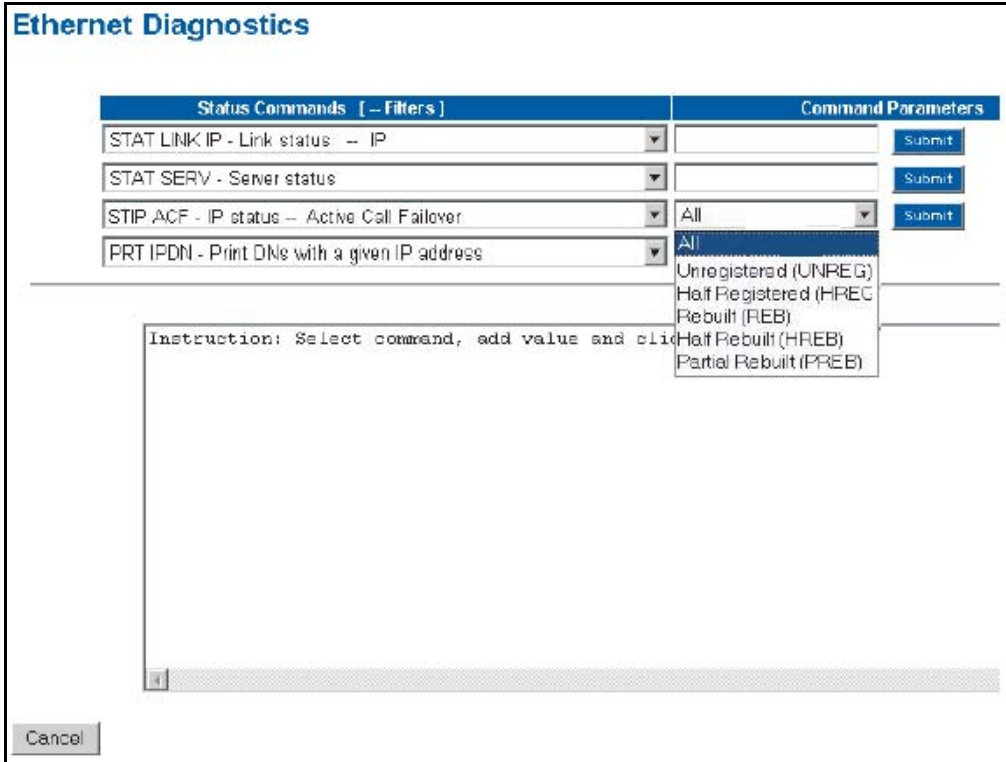 Ethernet Diagnostics
Status Commands [ -- Filters ] Command Parameters
STAT LINK IP - Link status -- IP Submit
STAT SERV - Server status Submit
STIP ACF - IP status -- Active Call Failover All Submit
PRT IPDN - Print DNs with a given IP address
All
Unregistered (UNREG)
Half Registered (HREG
Rebuilt (REB)
Half Rebuilt (HREB)
Partial Rebuilt (PREB)
Instruction: Select command, add value and clic
Cancel